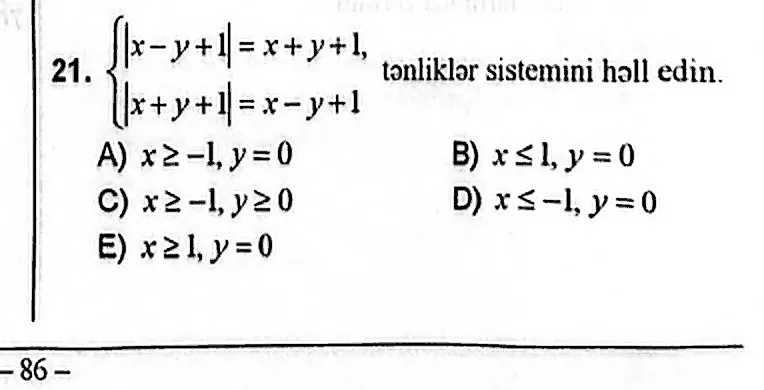 21. {|x−y+1| = x+y+1,
|x+y+1| = x−y+1 tənliklər sistemini həll edin.
A) x ≥ −1, y = 0 B) x ≤ 1, y = 0
C) x ≥ −1, y ≥ 0 D) x ≤ −1, y = 0
E) x ≥ 1, y = 0
– 86 –